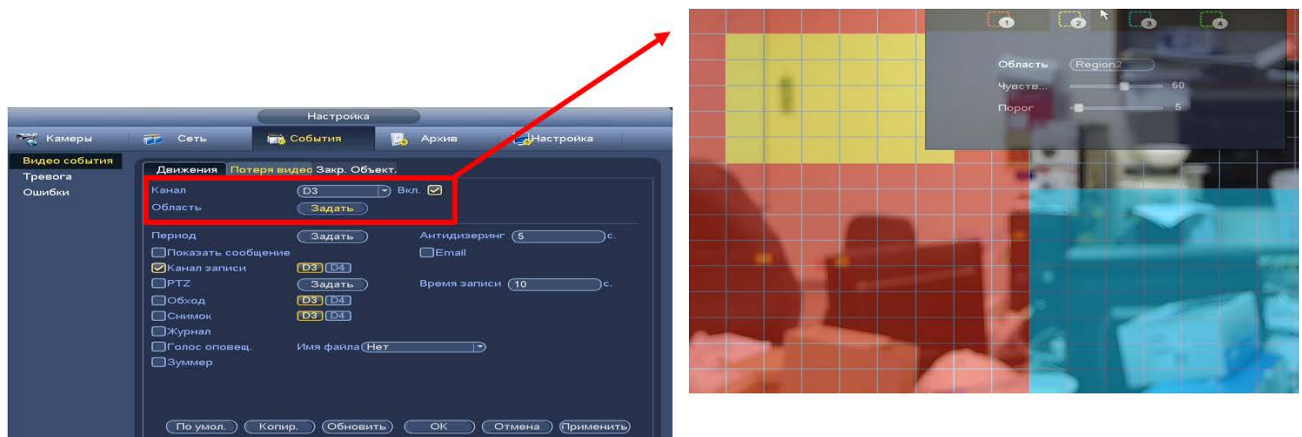 Настройка
Камеры Сеть События Архив Настройка
Видео события
Тревога
Ошибки
Движения Потеря видео Закр. Объект.
Канал D3 Вкл.
Область Задать
Период Задать Антидизеринг 5 с.
Показать сообщение Email
Канал записи D3 D4
PTZ Задать Время записи 10 с.
Обход D3 D4
Снимок D3 D4
Журнал
Голос оповещ. Имя файла Нет
Зуммер
По умол. Копир. Обновить OK Отмена Применить
1 2 3 4
Область Region2
Чувств... 60
Порог 5